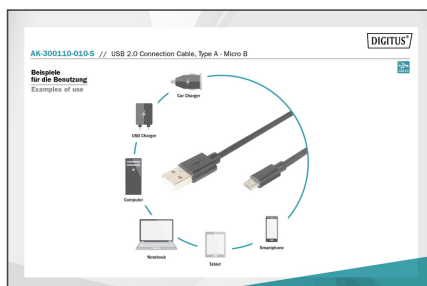 DIGITUS®
AK-300110-010-S // USB 2.0 Connection Cable, Type A - Micro B
Beispiele
für die Benutzung
Examples of use
Car Charger
USB Charger
Computer
Notebook
Tablet
Smartphone